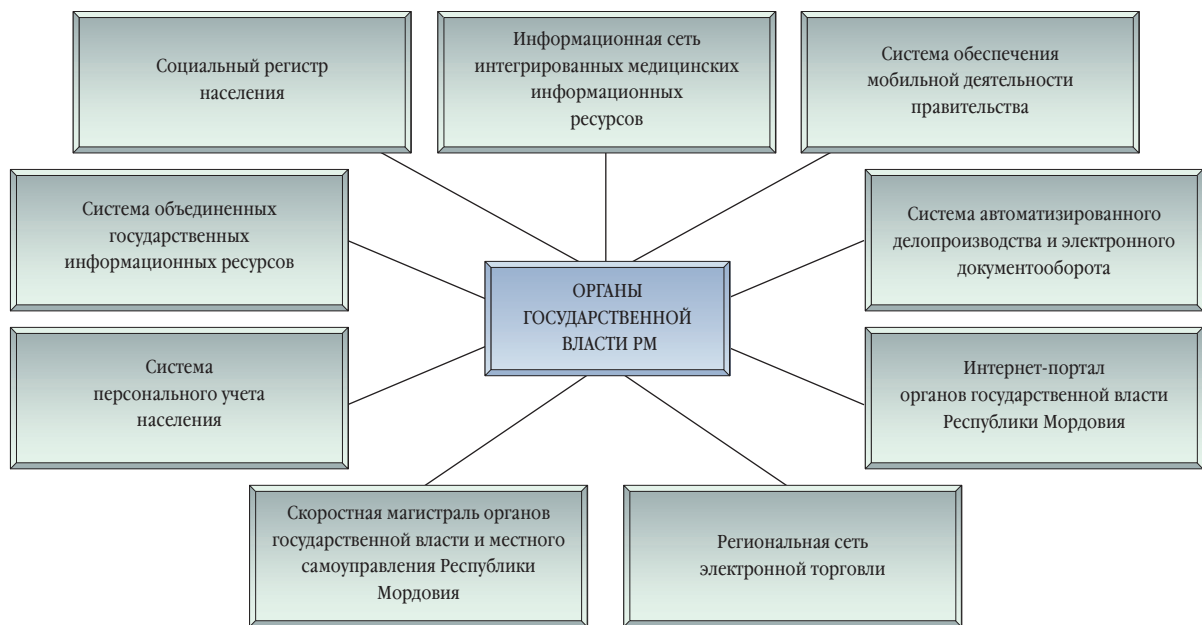 Социальный регистр
населения
Информационная сеть
интегрированных медицинских
информационных
ресурсов
Система обеспечения
мобильной деятельности
правительства
Система объединенных
государственных
информационных ресурсов
ОРГАНЫ
ГОСУДАРСТВЕННОЙ
ВЛАСТИ РМ
Система автоматизированного
делопроизводства и электронного
документооборота
Система
персонального учета
населения
Интернет-портал
органов государственной власти
Республики Мордовия
Скоростная магистраль органов
государственной власти и местного
самоуправления Республики
Мордовия
Региональная сеть
электронной торговли